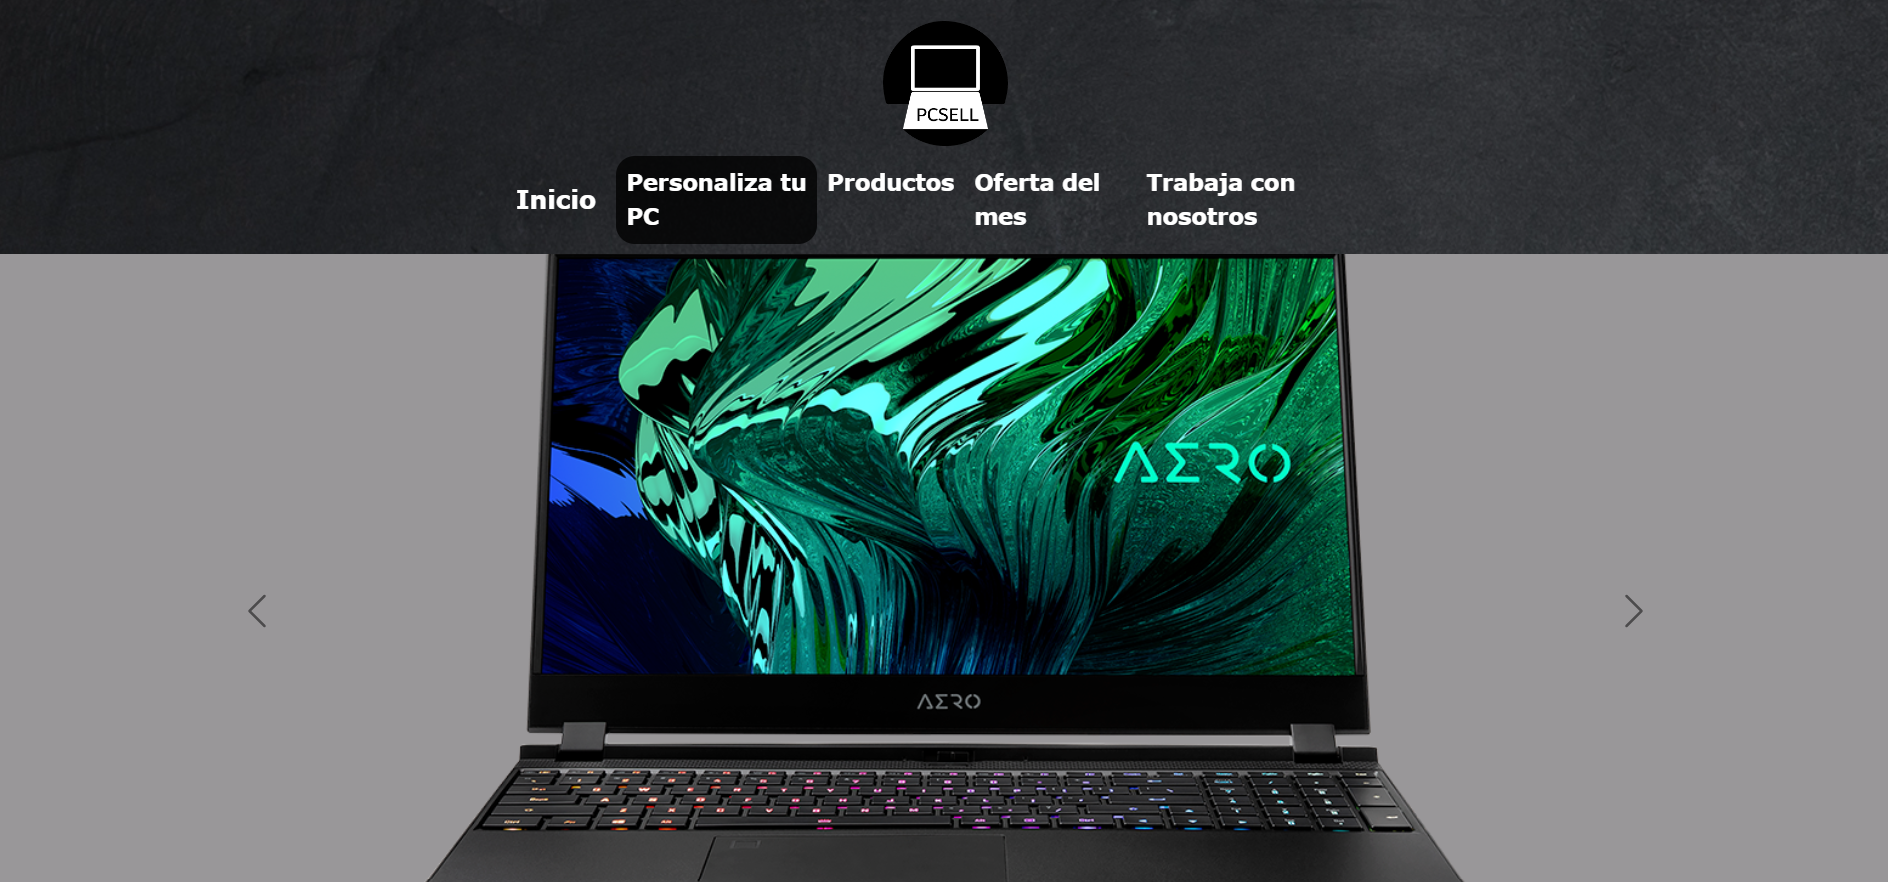 PCSELL
Inicio
Personaliza tu
PC
Productos
Oferta del
mes
Trabaja con
nosotros
AERO
AERO